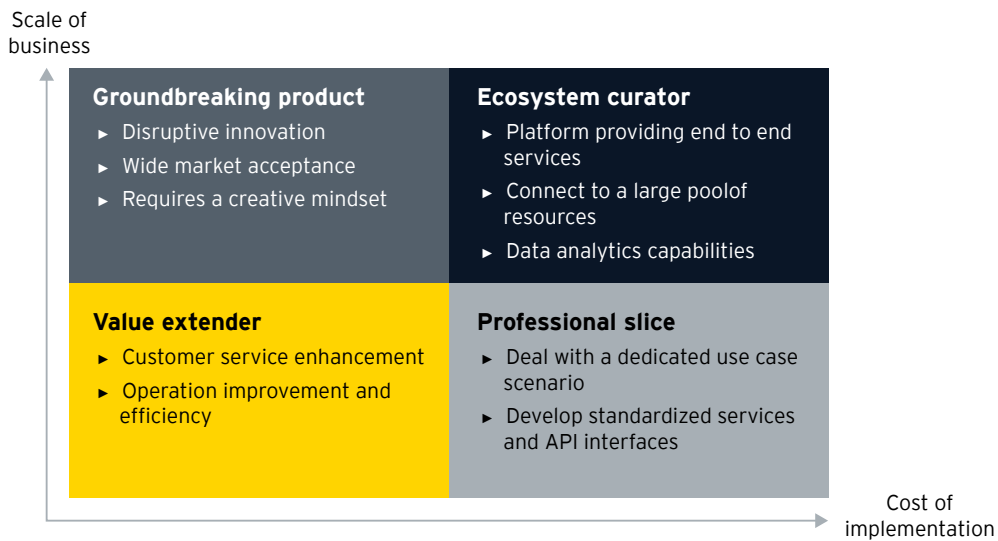 Scale of
business
Groundbreaking product
► Disruptive innovation
► Wide market acceptance
► Requires a creative mindset
Ecosystem curator
► Platform providing end to end
services
► Connect to a large poolof
resources
► Data analytics capabilities
Value extender
► Customer service enhancement
► Operation improvement and
efficiency
Professional slice
► Deal with a dedicated use case
scenario
► Develop standardized services
and API interfaces
Cost of
implementation